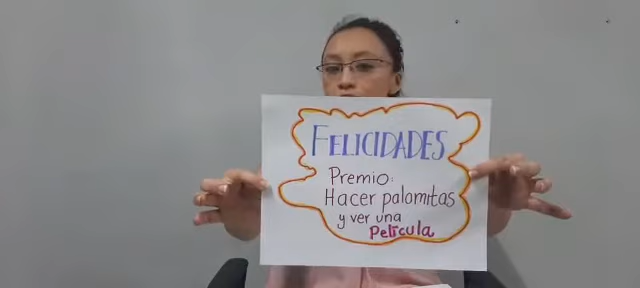 FELICIDADES
Premio:
Hacer palomitas
y ver una
Película